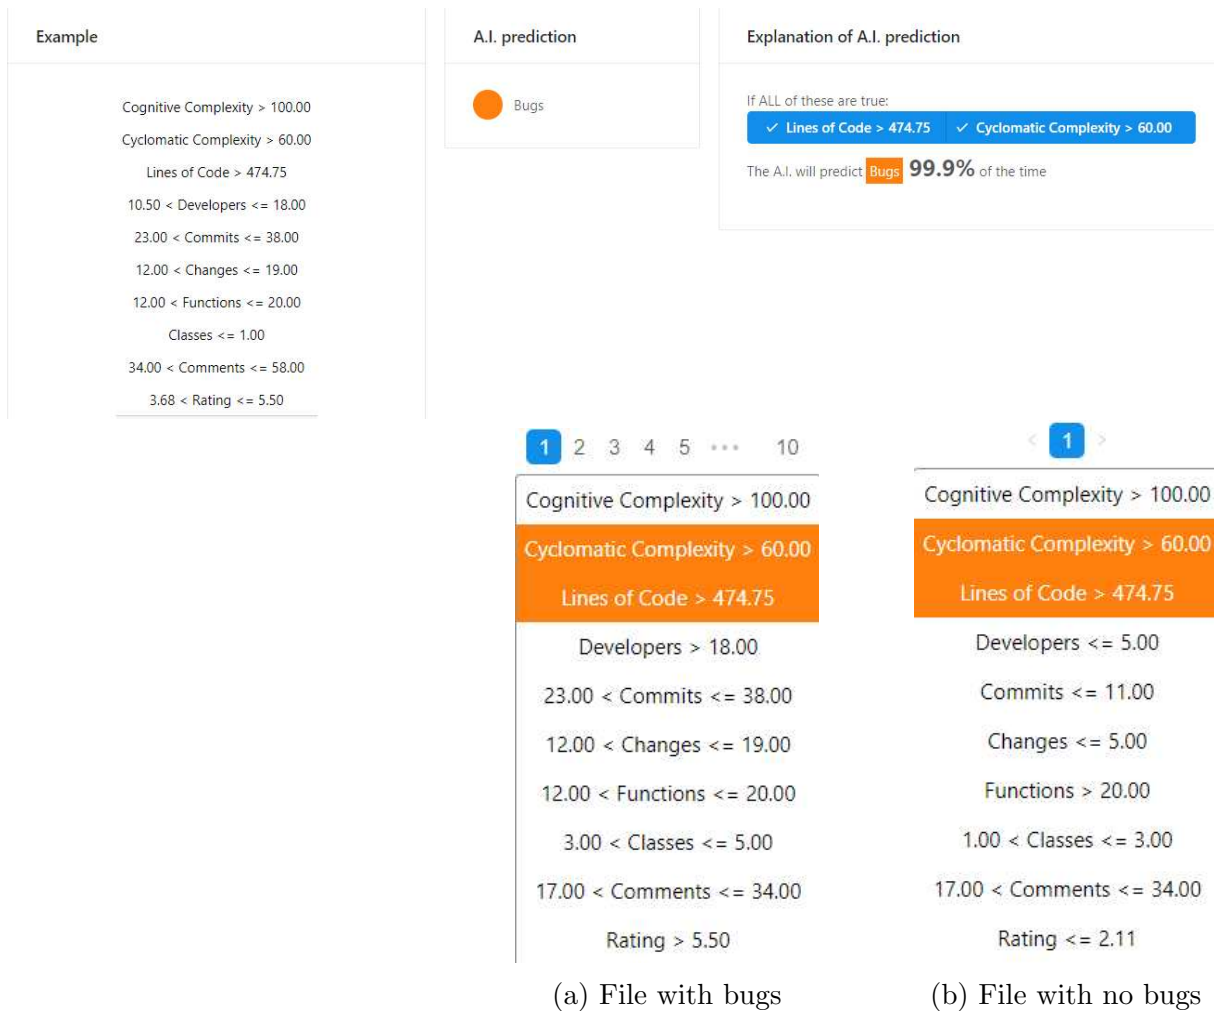 Example
Cognitive Complexity > 100.00
Cyclomatic Complexity > 60.00
Lines of Code > 474.75
10.50 < Developers <= 18.00
23.00 < Commits <= 38.00
12.00 < Changes <= 19.00
12.00 < Functions <= 20.00
Classes <= 1.00
34.00 < Comments <= 58.00
3.68 < Rating <= 5.50
A.I. prediction
Bugs
Explanation of A.I. prediction
If ALL of these are true:
✓ Lines of Code > 474.75 ✓ Cyclomatic Complexity > 60.00
The A.I. will predict Bugs 99.9% of the time
1 2 3 4 5 ••• 10
Cognitive Complexity > 100.00
Cyclomatic Complexity > 60.00
Lines of Code > 474.75
Developers > 18.00
23.00 < Commits <= 38.00
12.00 < Changes <= 19.00
12.00 < Functions <= 20.00
3.00 < Classes <= 5.00
17.00 < Comments <= 34.00
Rating > 5.50
(a) File with bugs
< 1 >
Cognitive Complexity > 100.00
Cyclomatic Complexity > 60.00
Lines of Code > 474.75
Developers <= 5.00
Commits <= 11.00
Changes <= 5.00
Functions > 20.00
1.00 < Classes <= 3.00
17.00 < Comments <= 34.00
Rating <= 2.11
(b) File with no bugs